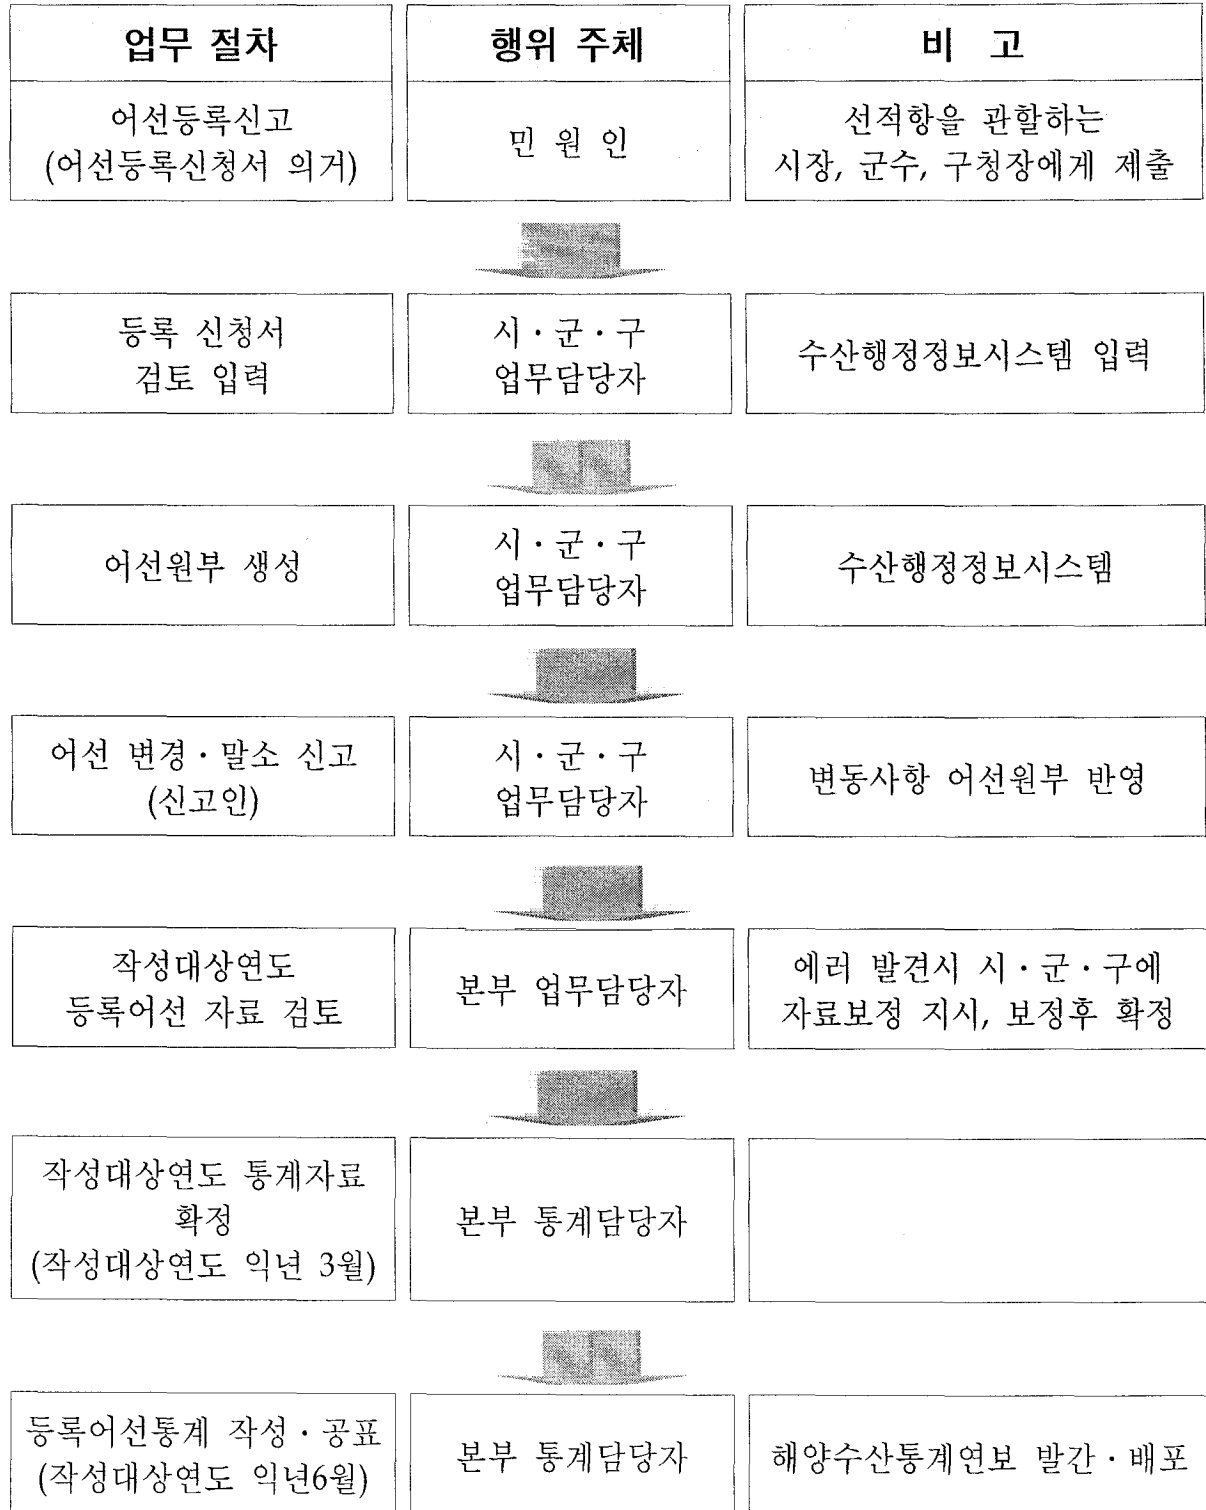 업무 절차
행위 주체
비 고
어선등록신고
(어선등록신청서 의거)
민 원 인
선적항을 관할하는
시장, 군수, 구청장에게 제출
등록 신청서
검토 입력
시·군·구
업무담당자
수산행정정보시스템 입력
어선원부 생성
시·군·구
업무담당자
수산행정정보시스템
어선 변경·말소 신고
(신고인)
시·군·구
업무담당자
변동사항 어선원부 반영
작성대상연도
등록어선 자료 검토
본부 업무담당자
에러 발견시 시·군·구에
자료보정 지시, 보정후 확정
작성대상연도 통계자료
확정
(작성대상연도 익년 3월)
본부 통계담당자
등록어선통계 작성·공표
(작성대상연도 익년6월)
본부 통계담당자
해양수산통계연보 발간·배포